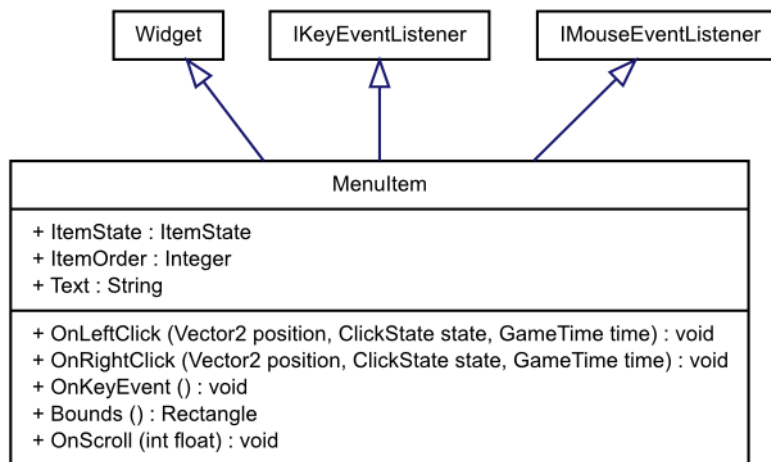 Widget
IKeyEventListener
IMouseEventListener
MenuItem
+ ItemState : ItemState
+ ItemOrder : Integer
+ Text : String
+ OnLeftClick (Vector2 position, ClickState state, GameTime time) : void
+ OnRightClick (Vector2 position, ClickState state, GameTime time) : void
+ OnKeyEvent () : void
+ Bounds () : Rectangle
+ OnScroll (int float) : void